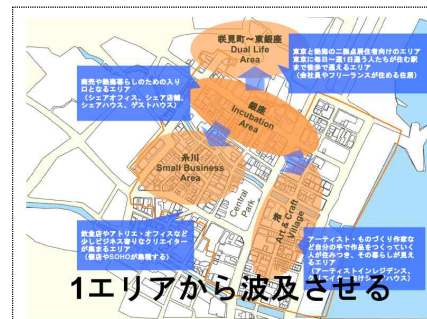 咲見町〜東銀座
Dual Life
Area
東京と熱海の二拠点居住者向けのエリア
東京に毎日〜週1日通う人たちが住む駅
まで徒歩で通えるエリア
(会社員やフリーランスが住める住居)
商売や熱海暮らしのための入り
口となるエリア
(シェアオフィス、シェア店舗、
シェアハウス、ゲストハウス)
銀座
Incubation
Area
糸川
Small Business
Area
Central
Park
渚
Art & Craft
Village
飲食店やアトリエ・オフィスなど
少しビジネス寄りなクリエイター
が集まるエリア
(個店やSOHOが集積する)
アーティスト・ものづくり作家な
ど自分の手で作品をつくっていく
人が住みつき、その暮らしが見え
るエリア
(アーティストインレジデンス、
1エリアから波及させる